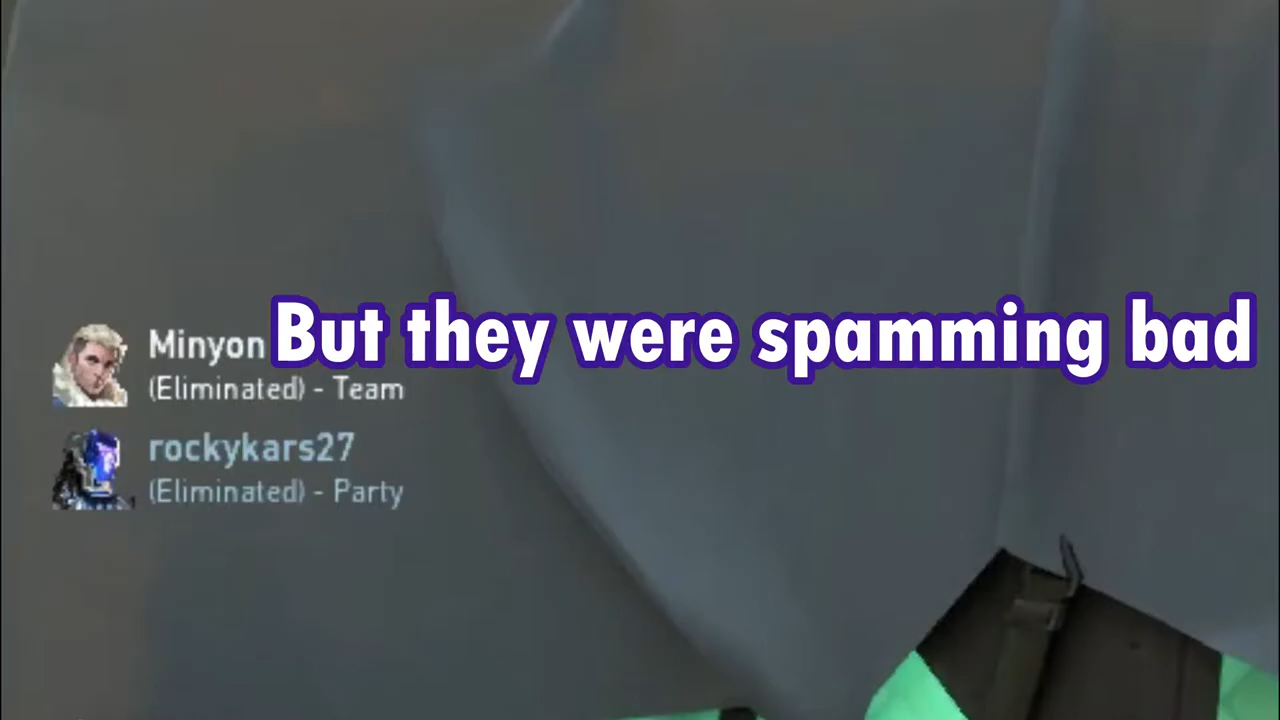 Minyon
But they were spamming bad
(Eliminated) - Team
rockykars27
(Eliminated) - Party